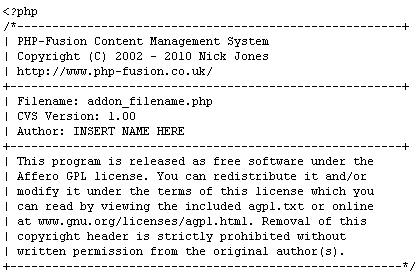 <?php
/*-------------------------------------------------------+
| PHP-Fusion Content Management System
| Copyright (C) 2002 - 2010 Nick Jones
| http://www.php-fusion.co.uk/
+--------------------------------------------------------+
| Filename: addon_filename.php
| CVS Version: 1.00
| Author: INSERT NAME HERE
+--------------------------------------------------------+
| This program is released as free software under the
| Affero GPL license. You can redistribute it and/or
| modify it under the terms of this license which you
| can read by viewing the included agpl.txt or online
| at www.gnu.org/licenses/agpl.html. Removal of this
| copyright header is strictly prohibited without
| written permission from the original author(s).
+--------------------------------------------------------*/